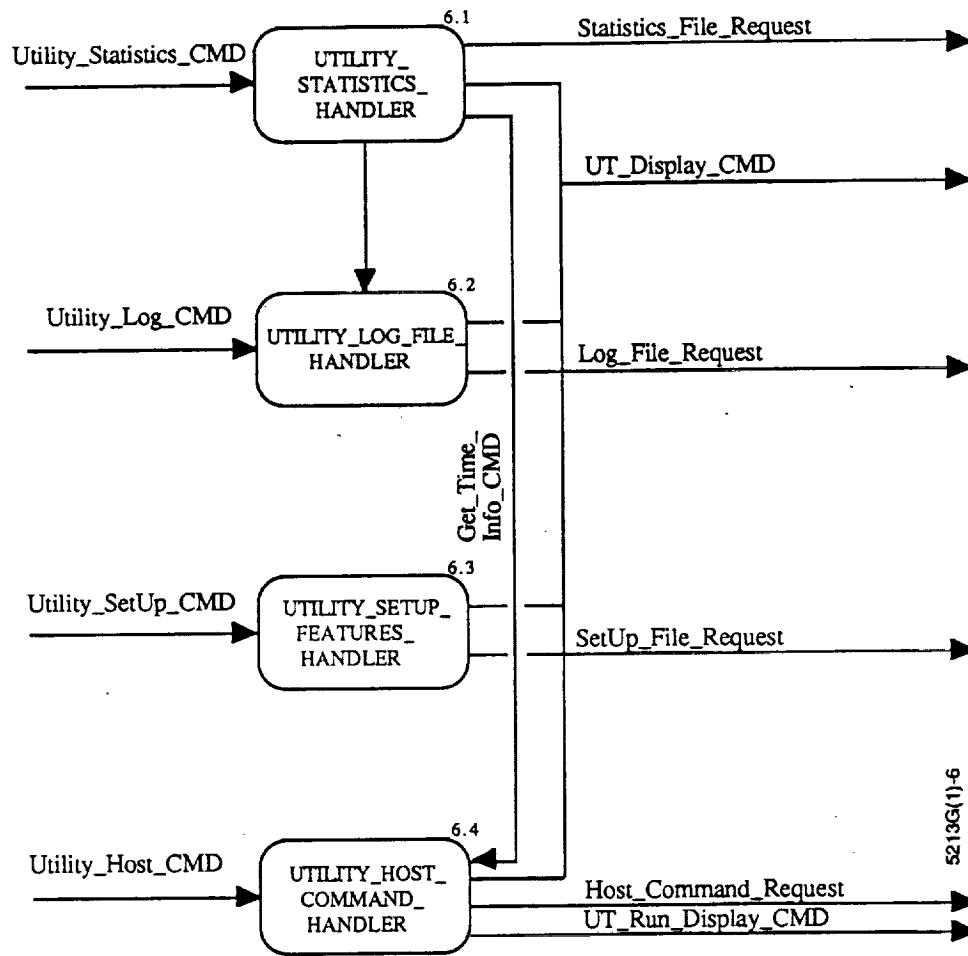 6.1
Statistics_File_Request
Utility_Statistics_CMD
UTILITY_
STATISTICS_
HANDLER
UT_Display_CMD
6.2
Utility_Log_CMD
UTILITY_LOG_FILE_
HANDLER
Log_File_Request
Get_Time_
Info_CMD
6.3
Utility_SetUp_CMD
UTILITY_SETUP_
FEATURES_
HANDLER
SetUp_File_Request
5213G(1)-6
6.4
Utility_Host_CMD
UTILITY_HOST_
COMMAND_
HANDLER
Host_Command_Request
UT_Run_Display_CMD